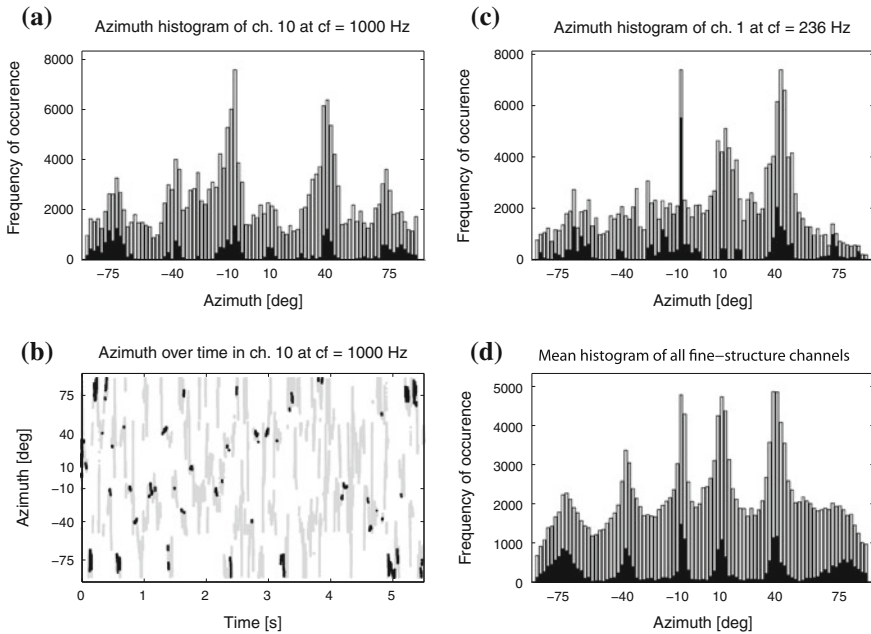 (a)
Azimuth histogram of ch. 10 at cf = 1000 Hz
Frequency of occurence
8000
6000
4000
2000
0
−75 −40 −10 10 40 75
Azimuth [deg]
(c)
Azimuth histogram of ch. 1 at cf = 236 Hz
Frequency of occurence
8000
6000
4000
2000
0
−75 −40 −10 10 40 75
Azimuth [deg]
(b)
Azimuth over time in ch. 10 at cf = 1000 Hz
Azimuth [deg]
75
40
10
−10
−40
−75
0 1 2 3 4 5
Time [s]
(d)
Mean histogram of all fine−structure channels
Frequency of occurence
5000
4000
3000
2000
1000
0
−75 −40 −10 10 40 75
Azimuth [deg]